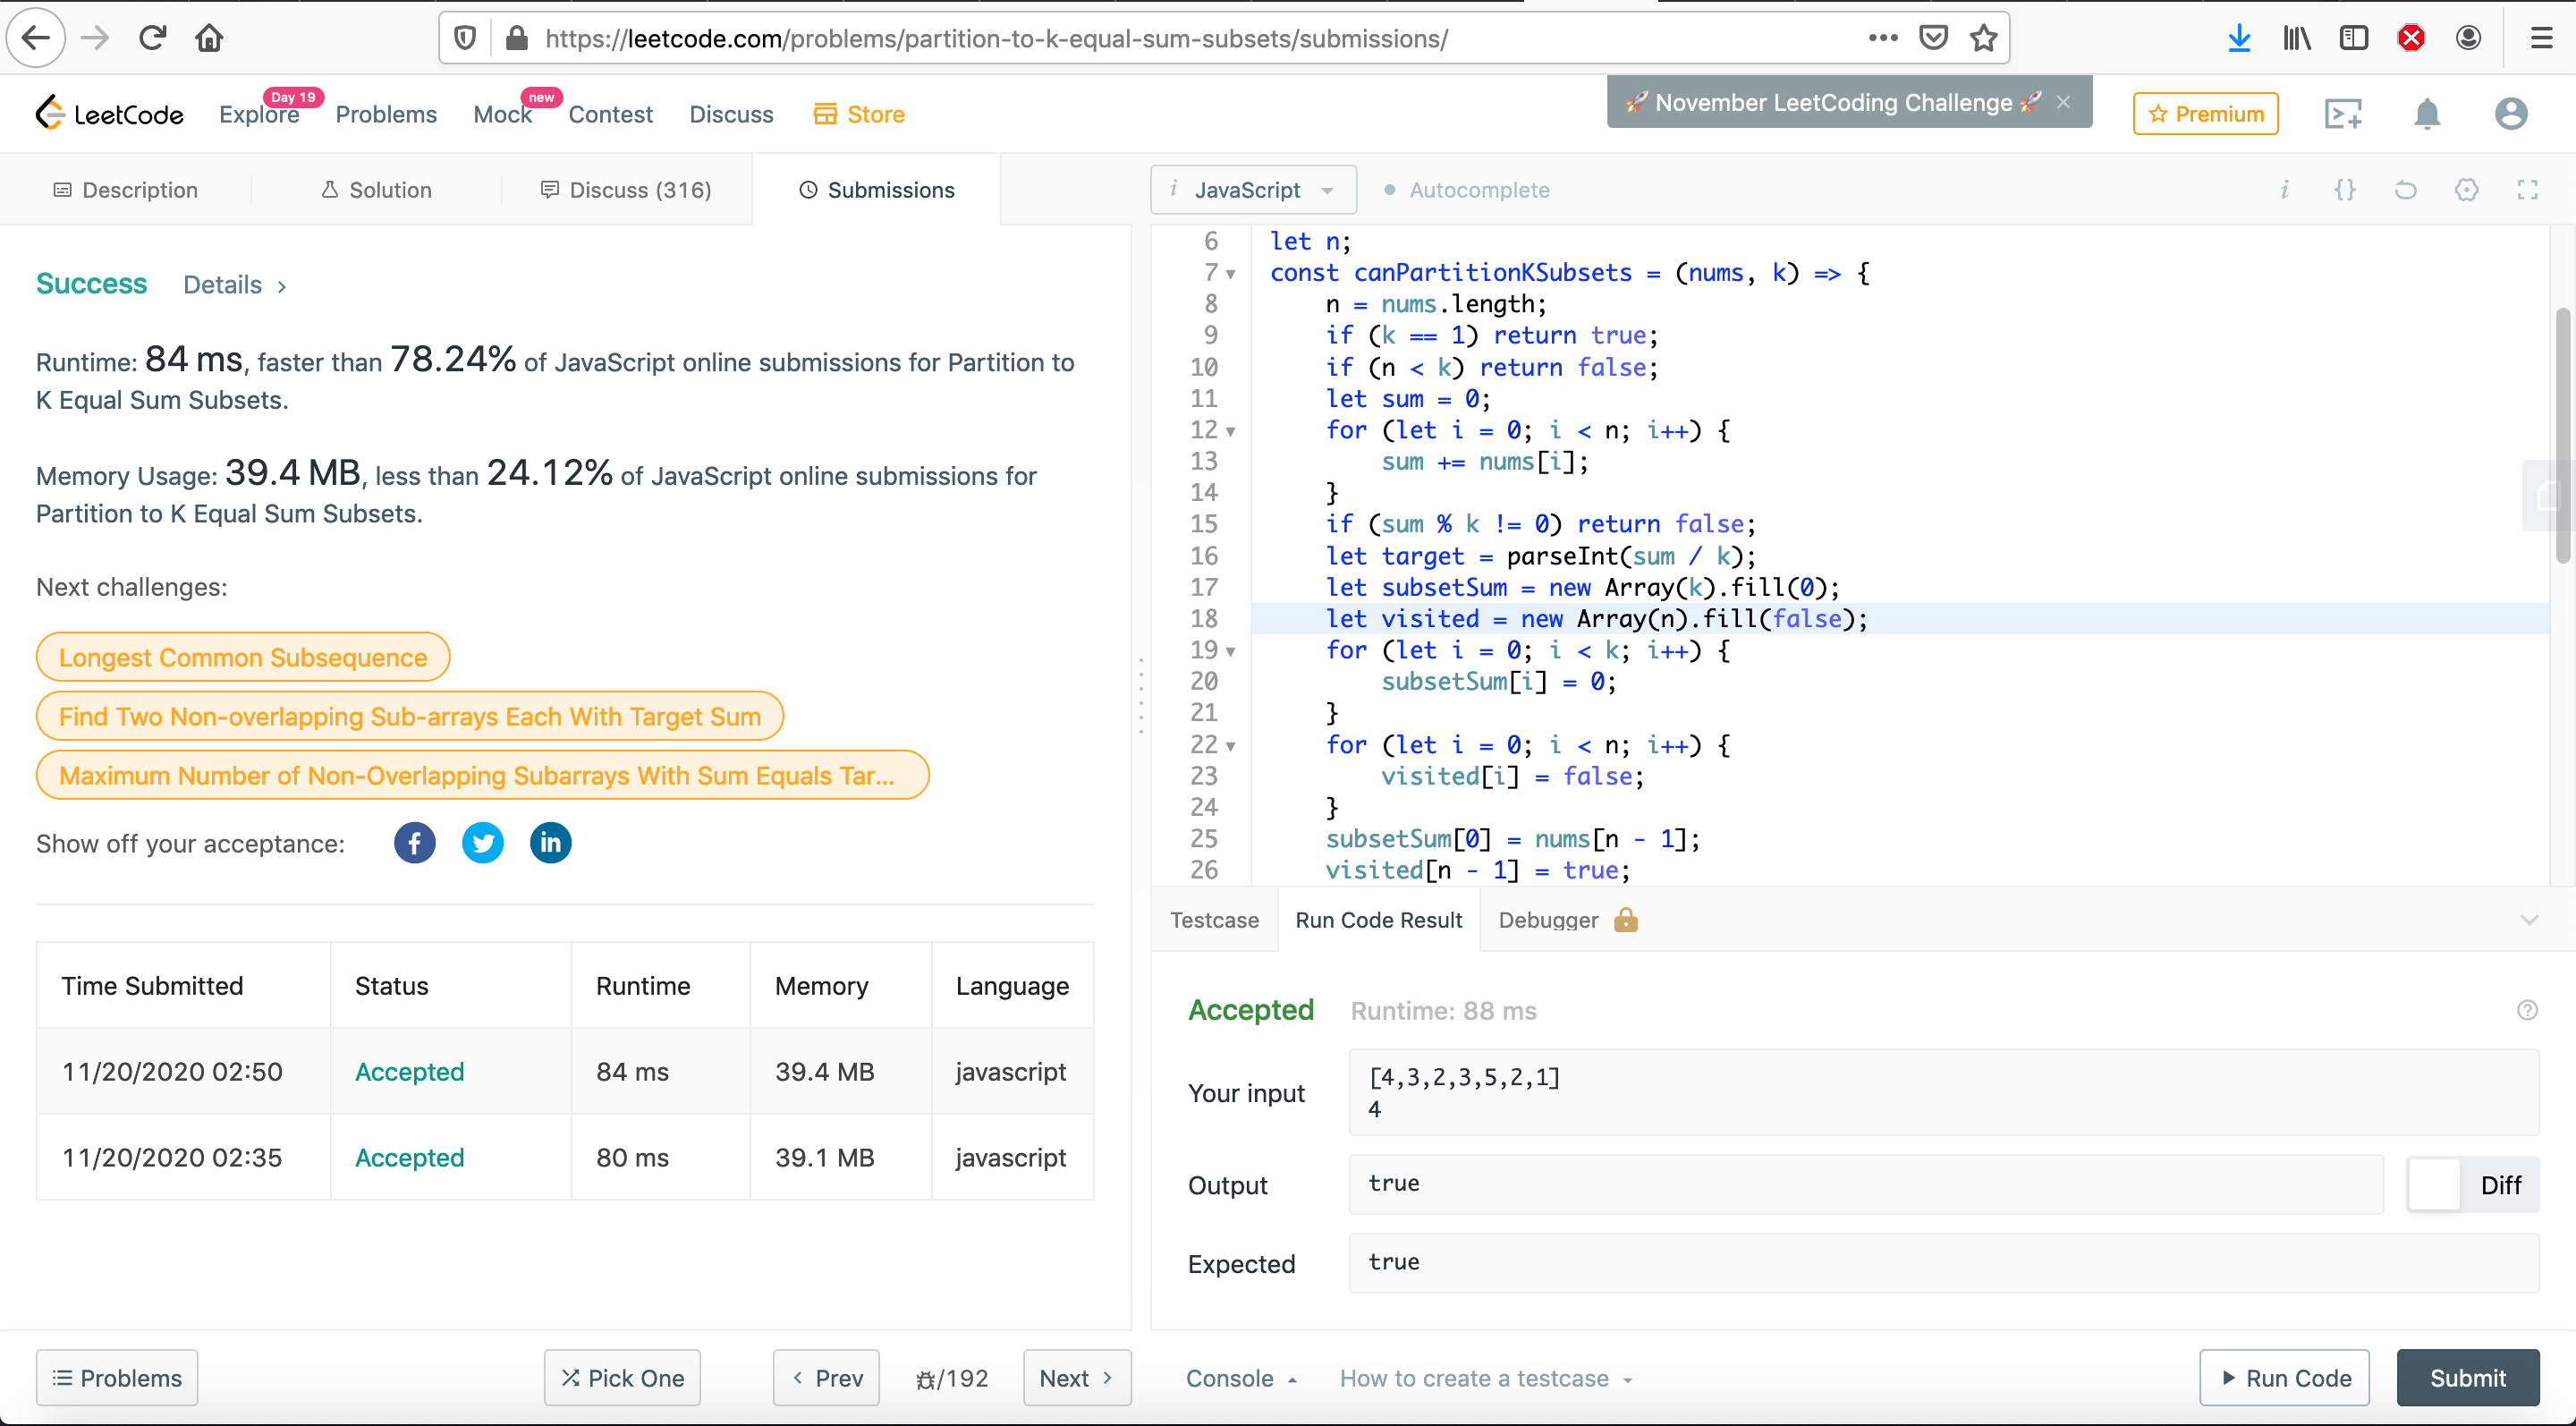 https://leetcode.com/problems/partition-to-k-equal-sum-subsets/submissions/
LeetCode
Explore
Day 19
Problems
Mock
new
Contest
Discuss
Store
🚀 November LeetCoding Challenge 🚀 ×
Premium
Description
Solution
Discuss (316)
Submissions
i JavaScript
Autocomplete
Success
Details >
Runtime: 84 ms, faster than 78.24% of JavaScript online submissions for Partition to
K Equal Sum Subsets.
Memory Usage: 39.4 MB, less than 24.12% of JavaScript online submissions for
Partition to K Equal Sum Subsets.
Next challenges:
Longest Common Subsequence
Find Two Non-overlapping Sub-arrays Each With Target Sum
Maximum Number of Non-Overlapping Subarrays With Sum Equals Tar...
Show off your acceptance:
Time Submitted Status Runtime Memory Language
11/20/2020 02:50 Accepted 84 ms 39.4 MB javascript
11/20/2020 02:35 Accepted 80 ms 39.1 MB javascript
6 let n;
7 const canPartitionKSubsets = (nums, k) => {
8     n = nums.length;
9     if (k == 1) return true;
10     if (n < k) return false;
11     let sum = 0;
12     for (let i = 0; i < n; i++) {
13         sum += nums[i];
14     }
15     if (sum % k != 0) return false;
16     let target = parseInt(sum / k);
17     let subsetSum = new Array(k).fill(0);
18     let visited = new Array(n).fill(false);
19     for (let i = 0; i < k; i++) {
20         subsetSum[i] = 0;
21     }
22     for (let i = 0; i < n; i++) {
23         visited[i] = false;
24     }
25     subsetSum[0] = nums[n - 1];
26     visited[n - 1] = true;
Testcase
Run Code Result
Debugger
Accepted
Runtime: 88 ms
Your input
[4,3,2,3,5,2,1]
4
Output
true
Diff
Expected
true
Problems
Pick One
Prev
/192
Next
Console
How to create a testcase
Run Code
Submit